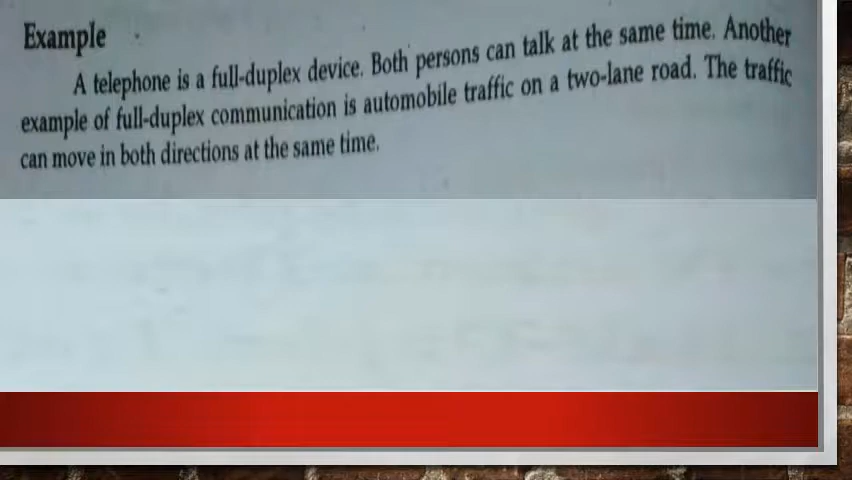 Example
A telephone is a full-duplex device. Both persons can talk at the same time. Another
example of full-duplex communication is automobile traffic on a two-lane road. The traffic
can move in both directions at the same time.